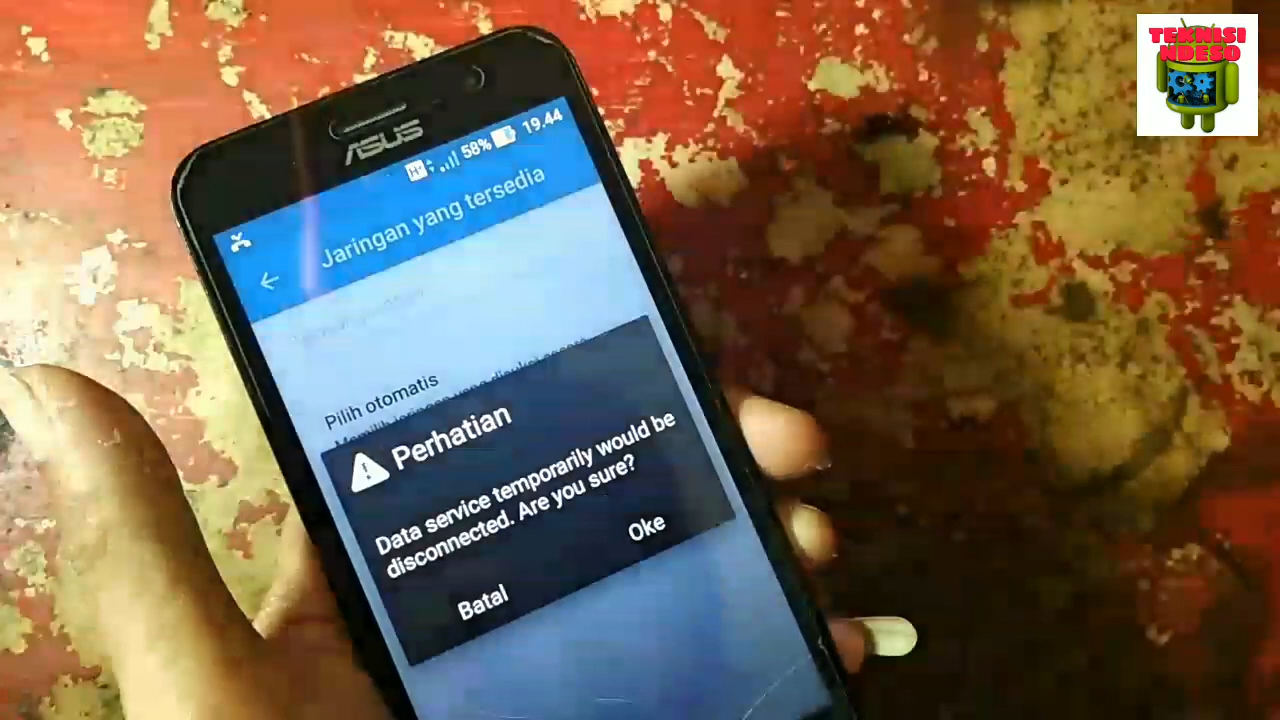 TEKNISI
NDESO
ASUS
H+ 58% 19.44
Jaringan yang tersedia
Pilih otomatis
Perhatian
Data service temporarily would be
disconnected. Are you sure?
Batal
Oke